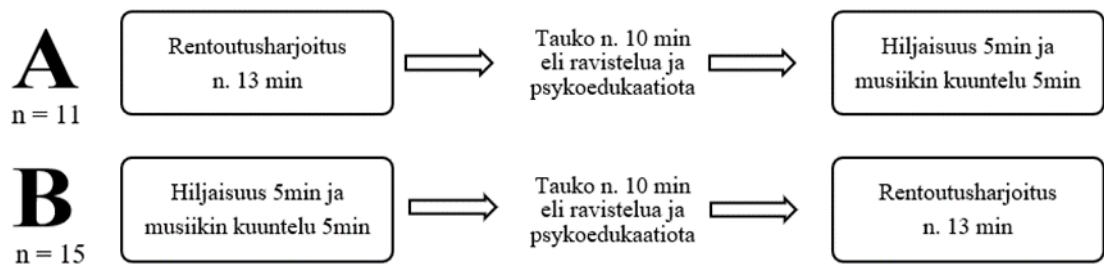 A
n = 11
Rentoutusharjoitus
n. 13 min
Tauko n. 10 min
eli ravistelua ja
psykoedukaatiota
Hiljaisuus 5min ja
musiikin kuuntelu 5min
B
n = 15
Hiljaisuus 5min ja
musiikin kuuntelu 5min
Tauko n. 10 min
eli ravistelua ja
psykoedukaatiota
Rentoutusharjoitus
n. 13 min